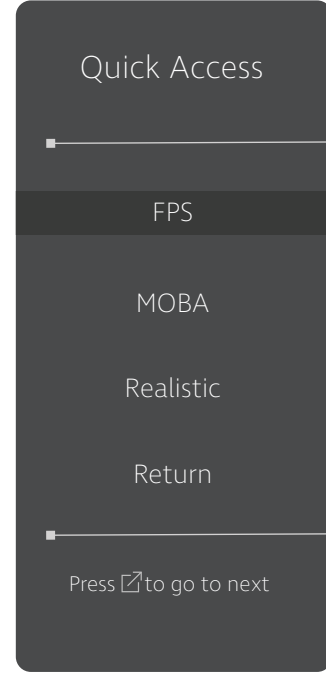 Quick Access
FPS
MOBA
Realistic
Return
Press to go to next